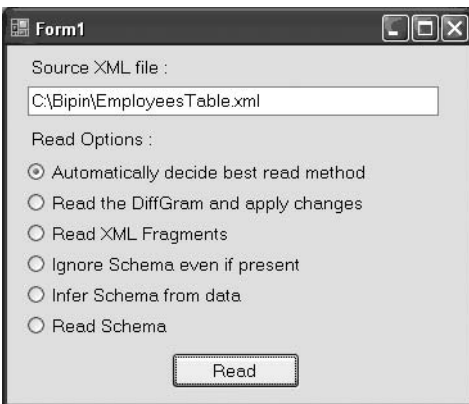 Form1
Source XML file :
C:\Bipin\EmployeesTable.xml
Read Options :
Automatically decide best read method
Read the DiffGram and apply changes
Read XML Fragments
Ignore Schema even if present
Infer Schema from data
Read Schema
Read